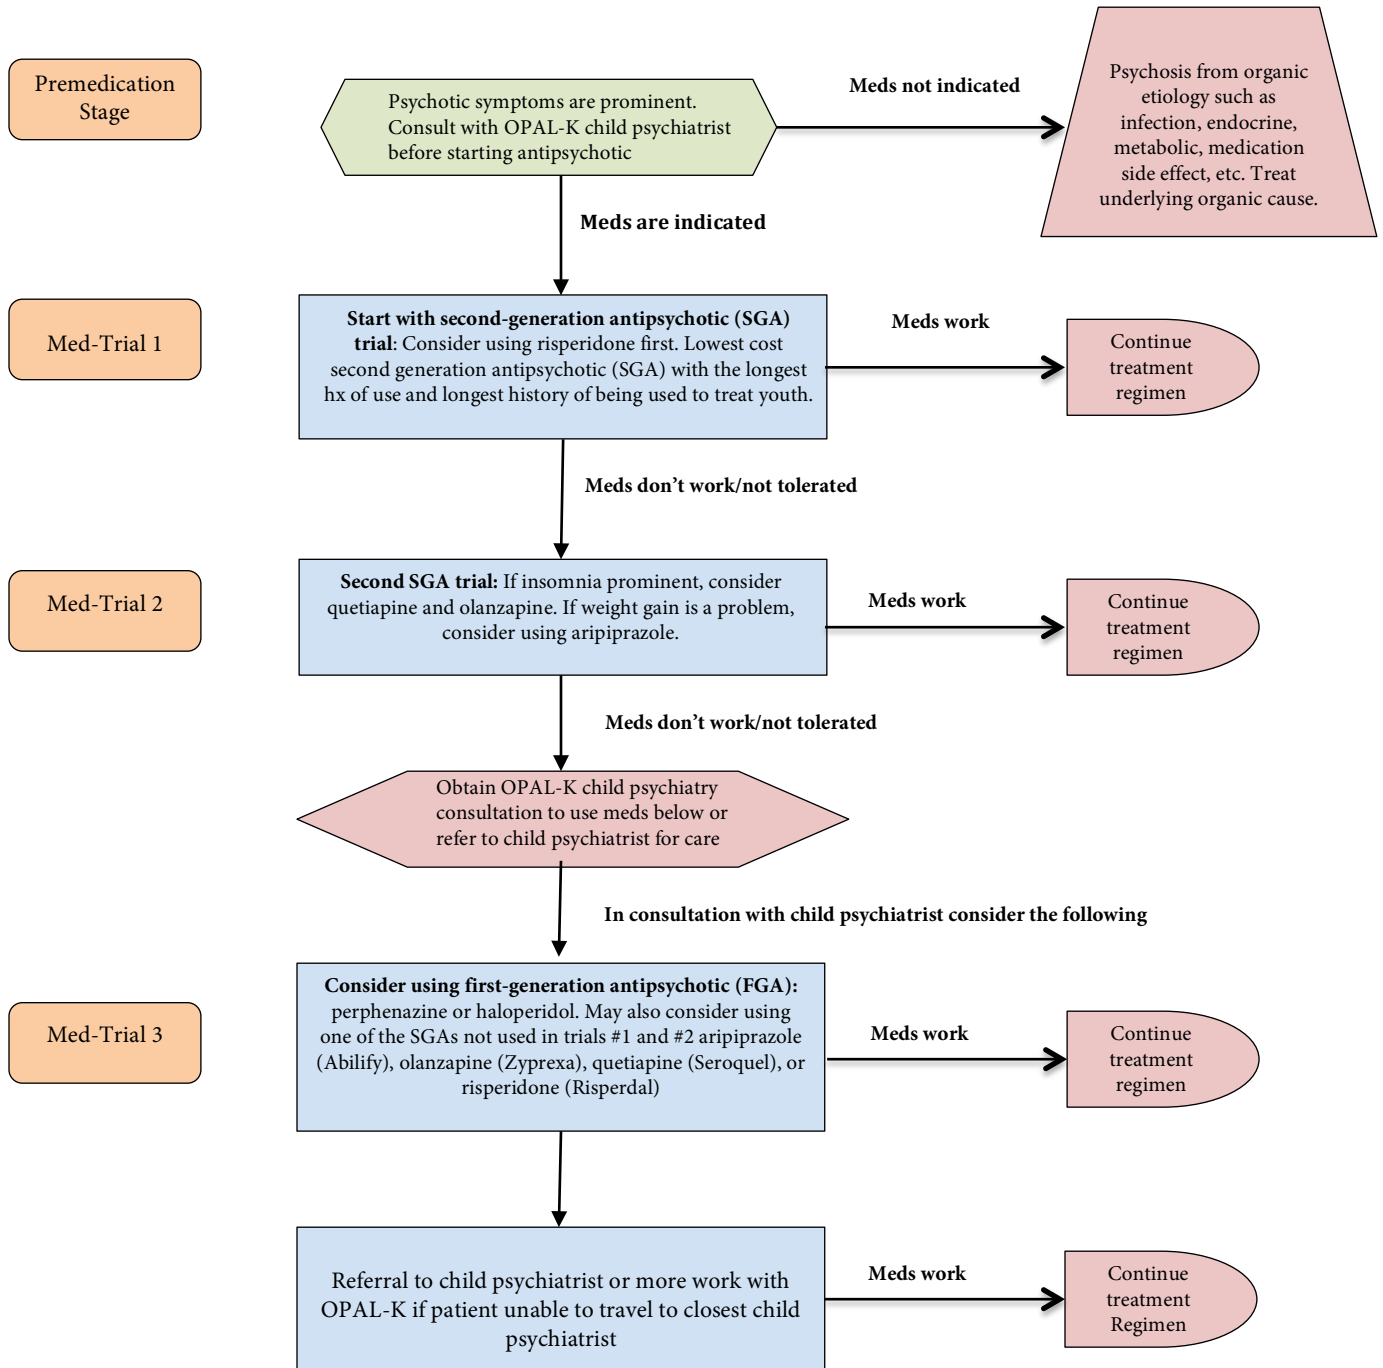 Premedication
Stage
Psychotic symptoms are prominent.
Consult with OPAL-K child psychiatrist
before starting antipsychotic
Meds not indicated
Psychosis from organic
etiology such as
infection, endocrine,
metabolic, medication
side effect, etc. Treat
underlying organic cause.
Meds are indicated
Med-Trial 1
Start with second-generation antipsychotic (SGA)
trial: Consider using risperidone first. Lowest cost
second generation antipsychotic (SGA) with the longest
hx of use and longest history of being used to treat youth.
Meds work
Continue
treatment
regimen
Meds don’t work/not tolerated
Med-Trial 2
Second SGA trial: If insomnia prominent, consider
quetiapine and olanzapine. If weight gain is a problem,
consider using aripiprazole.
Meds work
Continue
treatment
regimen
Meds don’t work/not tolerated
Obtain OPAL-K child psychiatry
consultation to use meds below or
refer to child psychiatrist for care
In consultation with child psychiatrist consider the following
Med-Trial 3
Consider using first-generation antipsychotic (FGA):
perphenazine or haloperidol. May also consider using
one of the SGAs not used in trials #1 and #2 aripiprazole
(Abilify), olanzapine (Zyprexa), quetiapine (Seroquel), or
risperidone (Risperdal)
Meds work
Continue
treatment
regimen
Referral to child psychiatrist or more work with
OPAL-K if patient unable to travel to closest child
psychiatrist
Meds work
Continue
treatment
Regimen